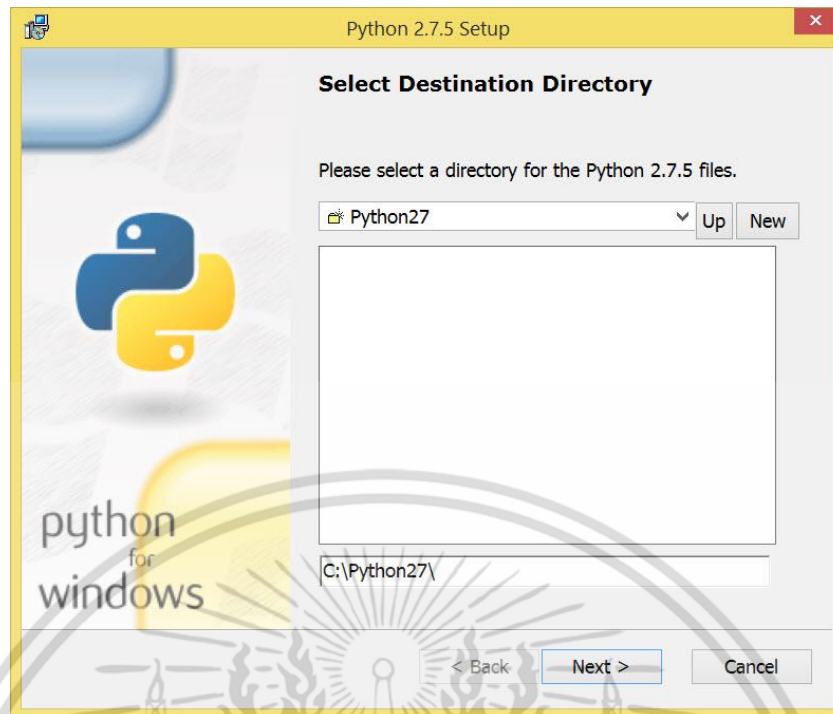 Python 2.7.5 Setup
Select Destination Directory
Please select a directory for the Python 2.7.5 files.
Python27
Up
New
C:\Python27\
python
for
windows
< Back
Next >
Cancel